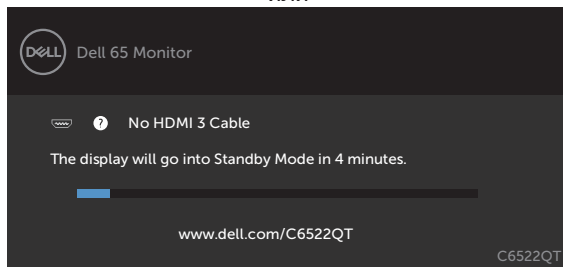 DELL
Dell 65 Monitor
? No HDMI 3 Cable
The display will go into Standby Mode in 4 minutes.
www.dell.com/C6522QT
C6522QT